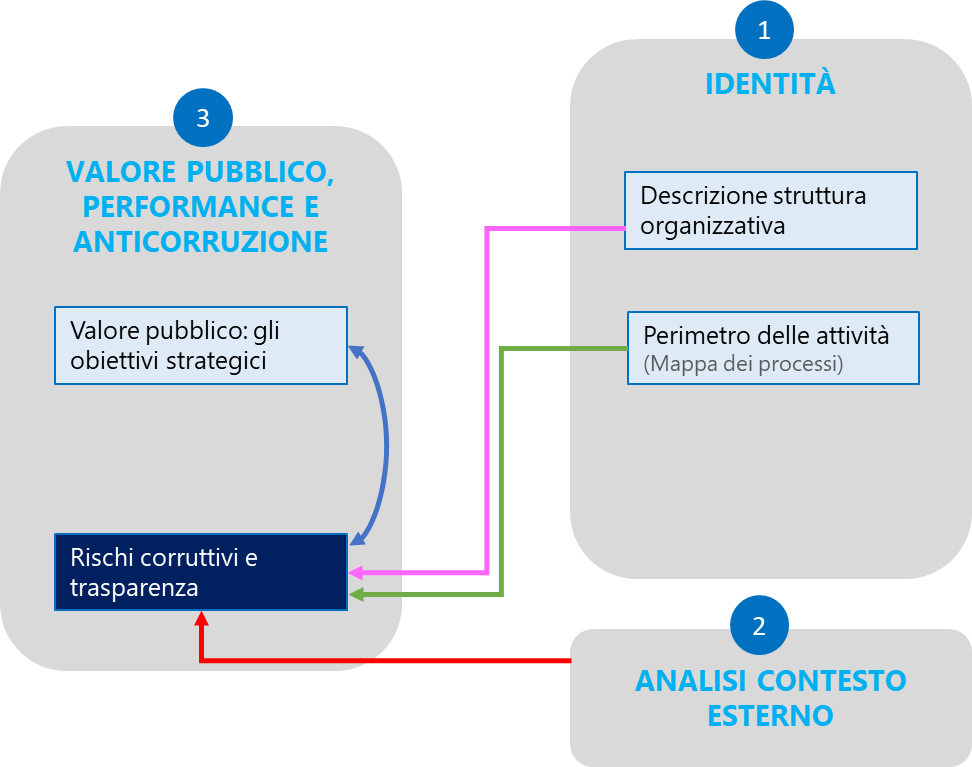 1
IDENTITÀ
Descrizione struttura
organizzativa
Perimetro delle attività
(Mappa dei processi)
2
ANALISI CONTESTO
ESTERNO
3
VALORE PUBBLICO,
PERFORMANCE E
ANTICORRUZIONE
Valore pubblico: gli
obiettivi strategici
Rischi corruttivi e
trasparenza